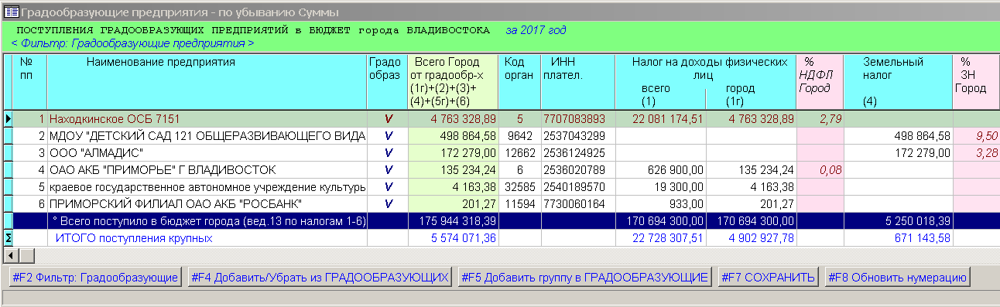 Градообразующие предприятия - по убыванию Суммы
ПОСТУПЛЕНИЯ ГРАДООБРАЗУЮЩИХ ПРЕДПРИЯТИЙ в БЮДЖЕТ города ВЛАДИВОСТОКА за 2017 год
< Фильтр: Градообразующие предприятия >
№ пп Наименование предприятия Градо образ Всего Город от градообр-х (1г)+(2)+(3)+(4)+(5г)+(6) Код орган ИНН плател. Налог на доходы физических лиц всего (1) город (1г) % НДФЛ Город Земельный налог (4) % ЗН Город
1 Находкинское ОСБ 7151 V 4 763 328,89 5 7707083893 22 081 174,51 4 763 328,89 2,79
2 МДОУ "ДЕТСКИЙ САД 121 ОБЩЕРАЗВИВАЮЩЕГО ВИДА V 498 864,58 9642 2537043299 498 864,58 9,50
3 ООО "АЛМАДИС" V 172 279,00 12662 2536124925 172 279,00 3,28
4 ОАО АКБ "ПРИМОРЬЕ" Г ВЛАДИВОСТОК V 135 234,24 6 2536020789 626 900,00 135 234,24 0,08
5 краевое государственное автономное учреждение культуры V 4 163,38 32585 2540189570 19 300,00 4 163,38
6 ПРИМОРСКИЙ ФИЛИАЛ ОАО АКБ "РОСБАНК" V 201,27 11594 7730060164 933,00 201,27
° Всего поступило в бюджет города (вед.13 по налогам 1-6) 175 944 318,39 170 694 300,00 170 694 300,00 5 250 018,39
Σ ИТОГО поступления крупных 5 574 071,36 22 728 307,51 4 902 927,78 671 143,58
#F2 Фильтр: Градообразующие #F4 Добавить/Убрать из ГРАДООБРАЗУЮЩИХ #F5 Добавить группу в ГРАДООБРАЗУЮЩИЕ #F7 СОХРАНИТЬ #F8 Обновить нумерацию